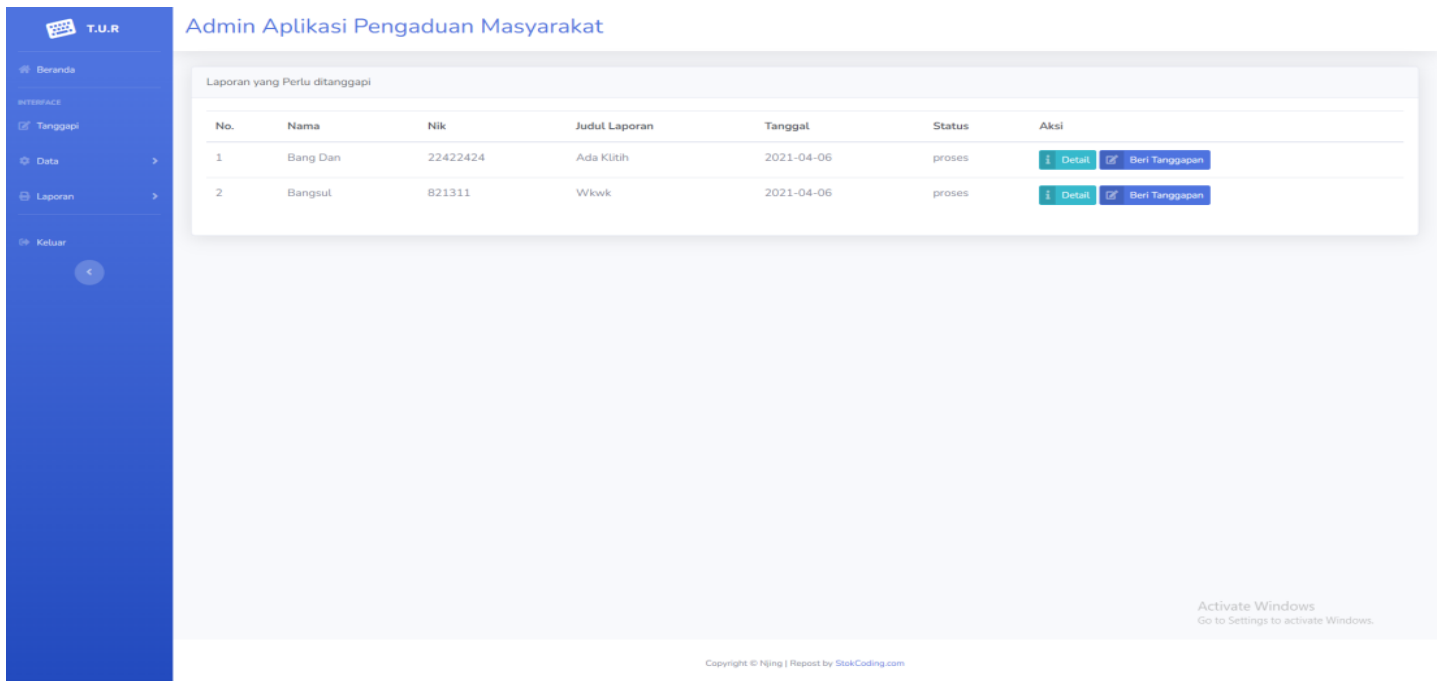 T.U.R
Admin Aplikasi Pengaduan Masyarakat
Beranda
INTERFACE
Tanggapi
Data
Laporan
Keluar
Laporan yang Perlu ditanggapi
No. Nama Nik Judul Laporan Tanggal Status Aksi
1 Bang Dan 22422424 Ada Klitih 2021-04-06 proses Detail Beri Tanggapan
2 Bangsul 821311 Wkwk 2021-04-06 proses Detail Beri Tanggapan
Activate Windows
Go to Settings to activate Windows.
Copyright © Njing | Repost by StokCoding.com